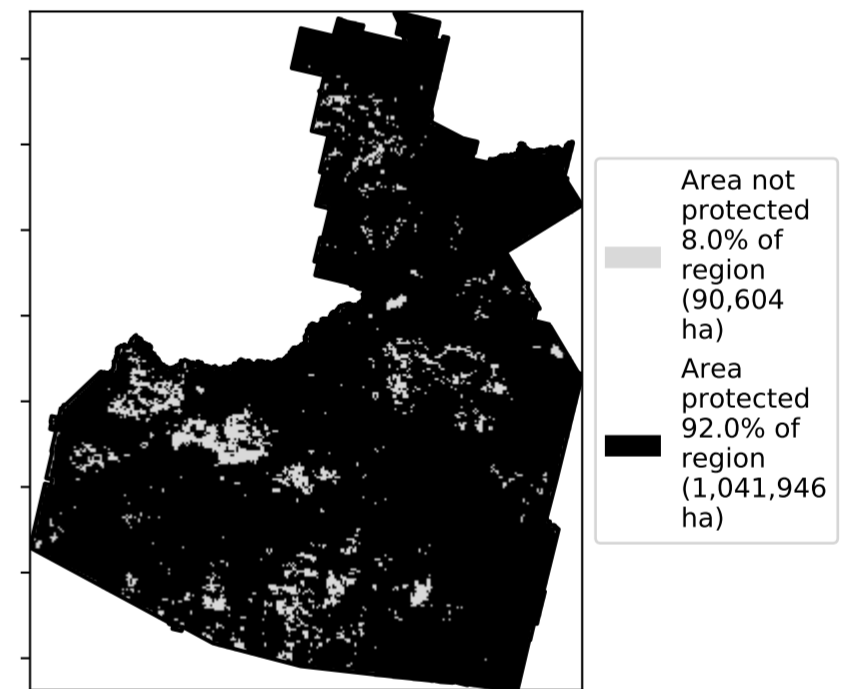 Area not
protected
8.0% of
region
(90,604
ha)
Area
protected
92.0% of
region
(1,041,946
ha)